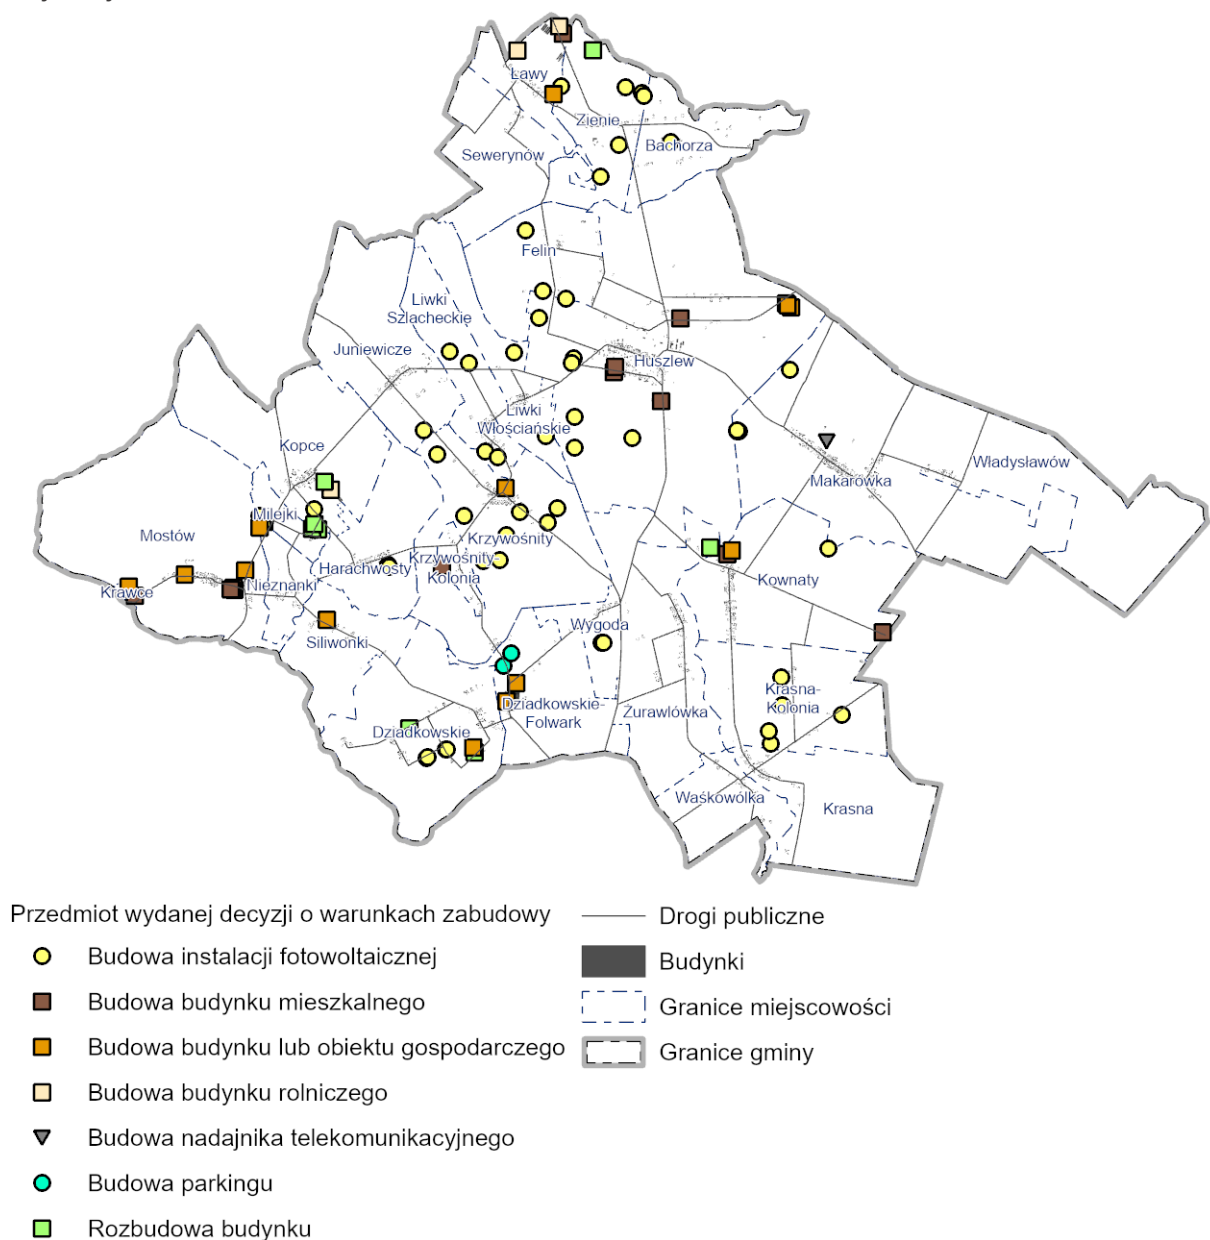 Ławy
Zienie
Bachorza
Sewerynów
Felin
Liwki
Szlacheckie
Juniewicze
Huszlew
Liwki
Włościańskie
Kopce
Władysławów
Makarówka
Milejki
Mostów
Krzywośnity
Harachwosty
Krzywośnity-
Kolonia
Kownaty
Nieznanki
Krawce
Siliwonki
Wygoda
Krasna-
Kolonia
Dziadkowskie-
Folwark
Żurawlówka
Dziadkowskie
Waśkowólka
Krasna
Przedmiot wydanej decyzji o warunkach zabudowy
Budowa instalacji fotowoltaicznej
Budowa budynku mieszkalnego
Budowa budynku lub obiektu gospodarczego
Budowa budynku rolniczego
Budowa nadajnika telekomunikacyjnego
Budowa parkingu
Rozbudowa budynku
Drogi publiczne
Budynki
Granice miejscowości
Granice gminy